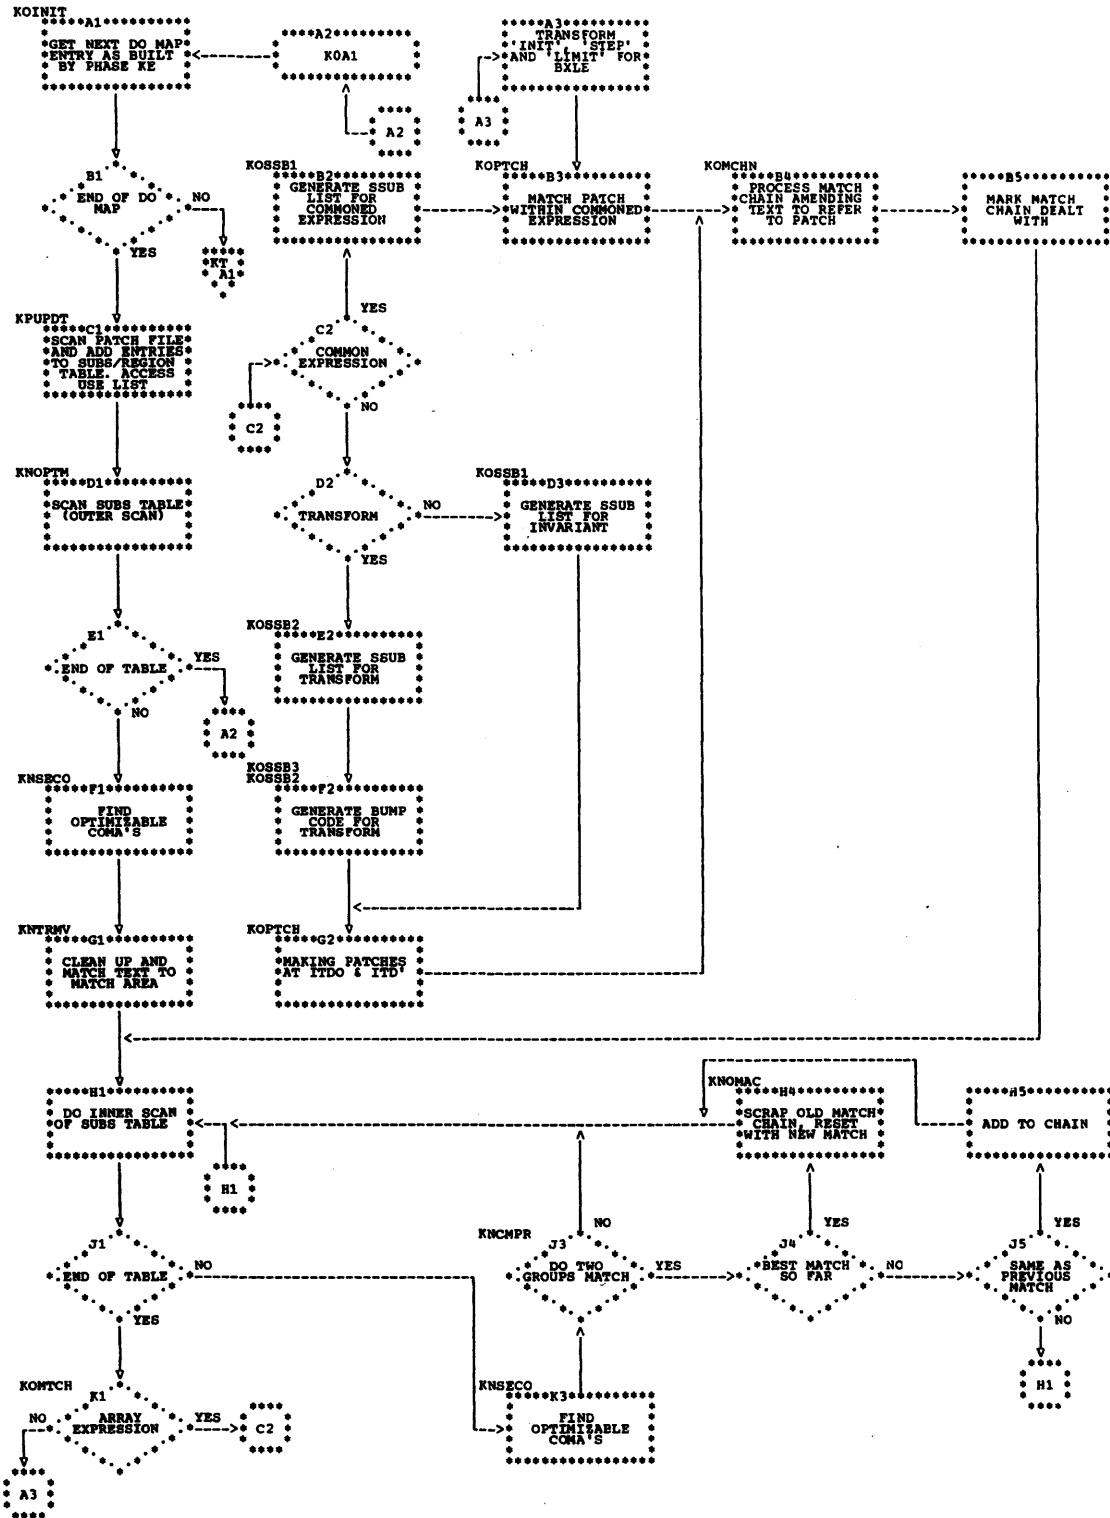 KOINIT
A1
GET NEXT DO MAP
ENTRY AS BUILT
BY PHASE KE
A2
KOA1
A3
TRANSFORM
'INIT', 'STEP'
AND 'LIMIT' FOR
BXLE
A2
A3
B1
END OF DO
MAP
NO
YES
KT
A1
KOSSB1
B2
GENERATE SSUB
LIST FOR
COMMONED
EXPRESSION
KOPTCH
B3
MATCH PATCH
WITHIN COMMONED
EXPRESSION
KOMCHN
B4
PROCESS MATCH
CHAIN AMENDING
TEXT TO REFER
TO PATCH
B5
MARK MATCH
CHAIN DEALT
WITH
KPUPDT
C1
SCAN PATCH FILE
AND ADD ENTRIES
TO SUBS/REGION
TABLE. ACCESS
USE LIST
YES
C2
COMMON
EXPRESSION
NO
C2
KNOPTM
D1
SCAN SUBS TABLE
(OUTER SCAN)
D2
TRANSFORM
NO
YES
KOSSB1
D3
GENERATE SSUB
LIST FOR
INVARIANT
E1
END OF TABLE
YES
NO
A2
KOSSB2
E2
GENERATE SSUB
LIST FOR
TRANSFORM
KNSECO
F1
FIND
OPTIMIZABLE
COMA'S
KOSSB3
KOSSB2
F2
GENERATE BUMP
CODE FOR
TRANSFORM
KNTRMV
G1
CLEAN UP AND
MATCH TEXT TO
MATCH AREA
KOPTCH
G2
MAKING PATCHES
AT ITDO & ITD'
H1
DO INNER SCAN
OF SUBS TABLE
H1
KNOMAC
H4
SCRAP OLD MATCH
CHAIN, RESET
WITH NEW MATCH
H5
ADD TO CHAIN
J1
END OF TABLE
NO
YES
KNCMPR
NO
J3
DO TWO
GROUPS MATCH
YES
YES
J4
BEST MATCH
SO FAR
NO
YES
J5
SAME AS
PREVIOUS
MATCH
NO
H1
KOMTCH
K1
ARRAY
EXPRESSION
NO
YES
C2
A3
KNSECO
K3
FIND
OPTIMIZABLE
COMA'S